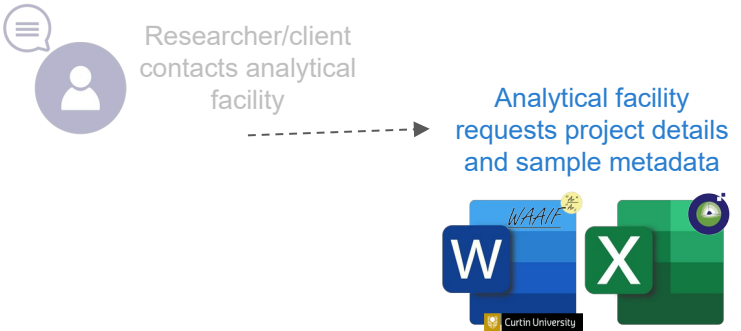 Researcher/client
contacts analytical
facility
Analytical facility
requests project details
and sample metadata
WAAIF
W
X
Curtin University